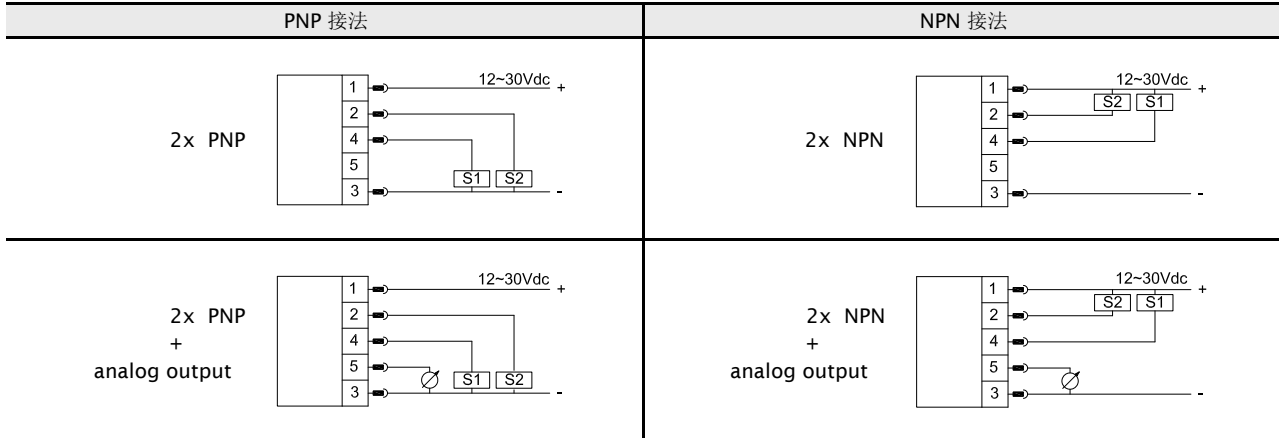 PNP 接法
NPN 接法
2x PNP
1
2
4
5
3
12~30Vdc +
S1 S2
-
2x NPN
1
2
4
5
3
12~30Vdc +
S2 S1
-
2x PNP
+
analog output
1
2
4
5
3
12~30Vdc +
S1 S2
-
2x NPN
+
analog output
1
2
4
5
3
12~30Vdc +
S2 S1
-